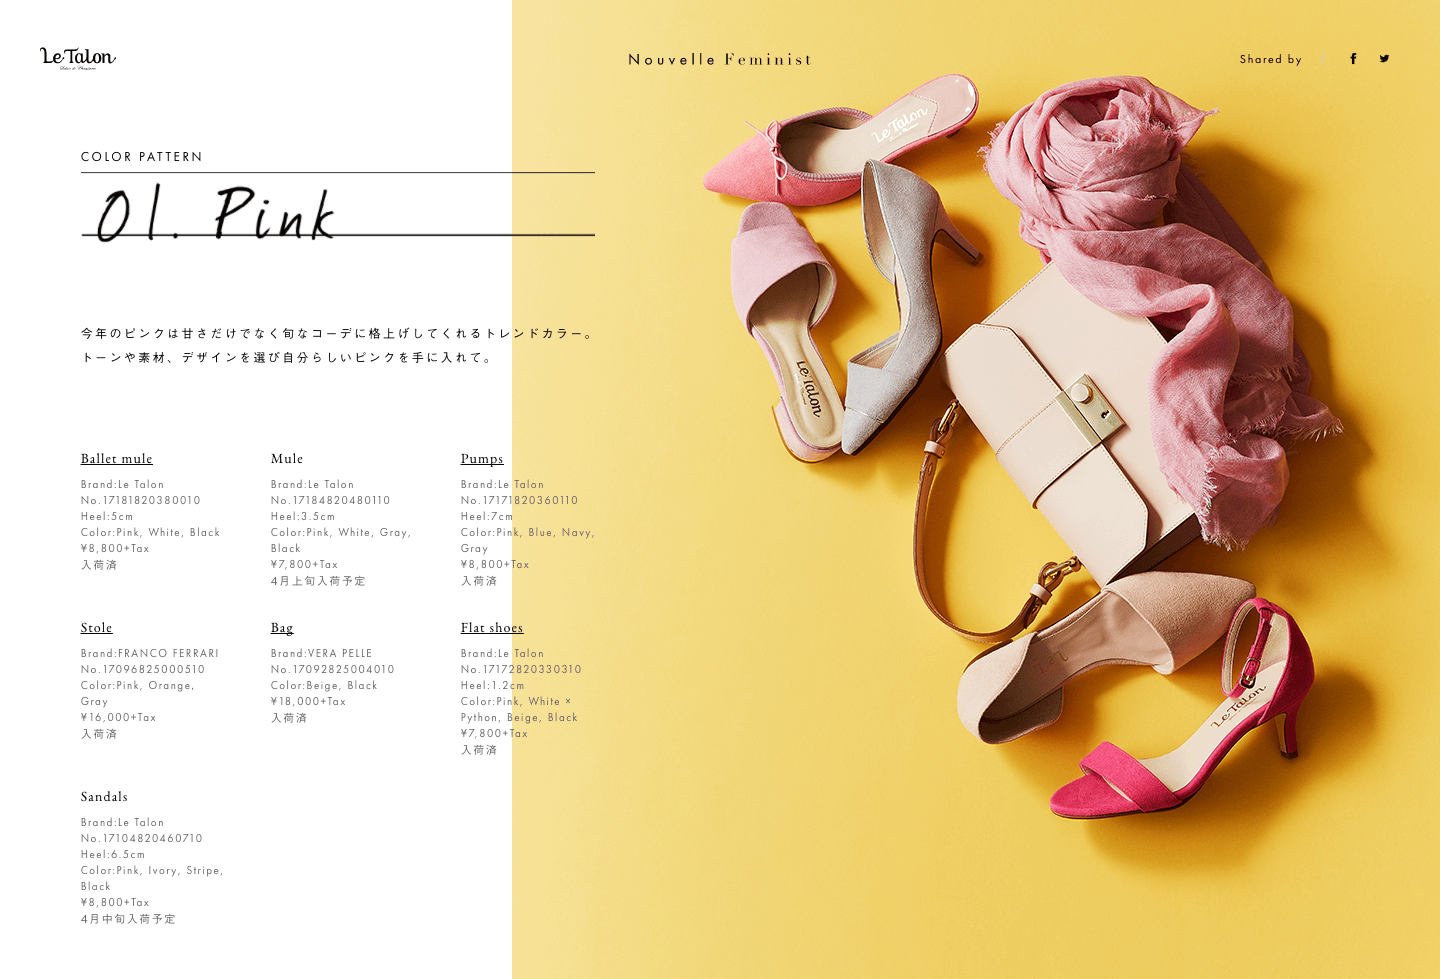 Le Talon
Nouvelle Feminist
Shared by
COLOR PATTERN
01. Pink
今年のピンクは甘さだけでなく旬なコーデに格上げしてくれるトレンドカラー。
トーンや素材、デザインを選び自分らしいピンクを手に入れて。
Ballet mule
Brand:Le Talon
No.17181820380010
Heel:5cm
Color:Pink, White, Black
¥8,800+Tax
入荷済
Mule
Brand:Le Talon
No.17184820480110
Heel:3.5cm
Color:Pink, White, Gray,
Black
¥7,800+Tax
4月上旬入荷予定
Pumps
Brand:Le Talon
No.17171820360110
Heel:7cm
Color:Pink, Blue, Navy,
Gray
¥8,800+Tax
入荷済
Stole
Brand:FRANCO FERRARI
No.17096825000510
Color:Pink, Orange,
Gray
¥16,000+Tax
入荷済
Bag
Brand:VERA PELLE
No.17092825004010
Color:Beige, Black
¥18,000+Tax
入荷済
Flat shoes
Brand:Le Talon
No.17172820330310
Heel:1.2cm
Color:Pink, White ×
Python, Beige, Black
¥7,800+Tax
入荷済
Sandals
Brand:Le Talon
No.17104820460710
Heel:6.5cm
Color:Pink, Ivory, Stripe,
Black
¥8,800+Tax
4月中旬入荷予定
Le Talon
Le Talon
Le Talon